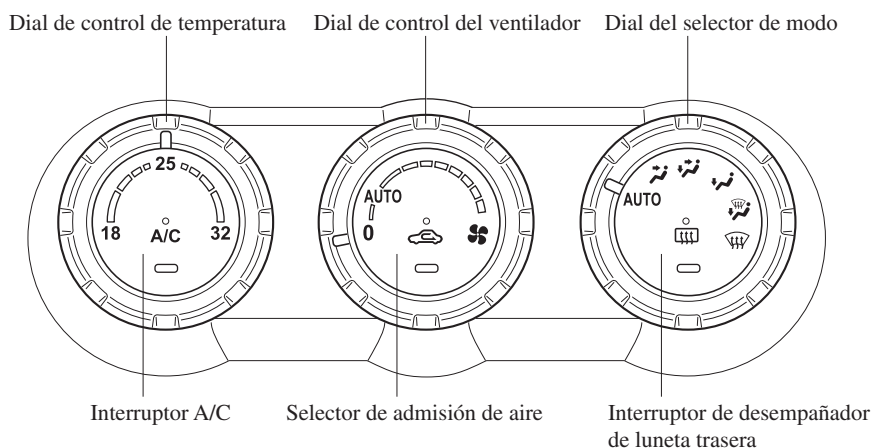 Dial de control de temperatura
Dial de control del ventilador
Dial del selector de modo
25
18
A/C
32
AUTO
0
AUTO
Interruptor A/C
Selector de admisión de aire
Interruptor de desempañador
de luneta trasera